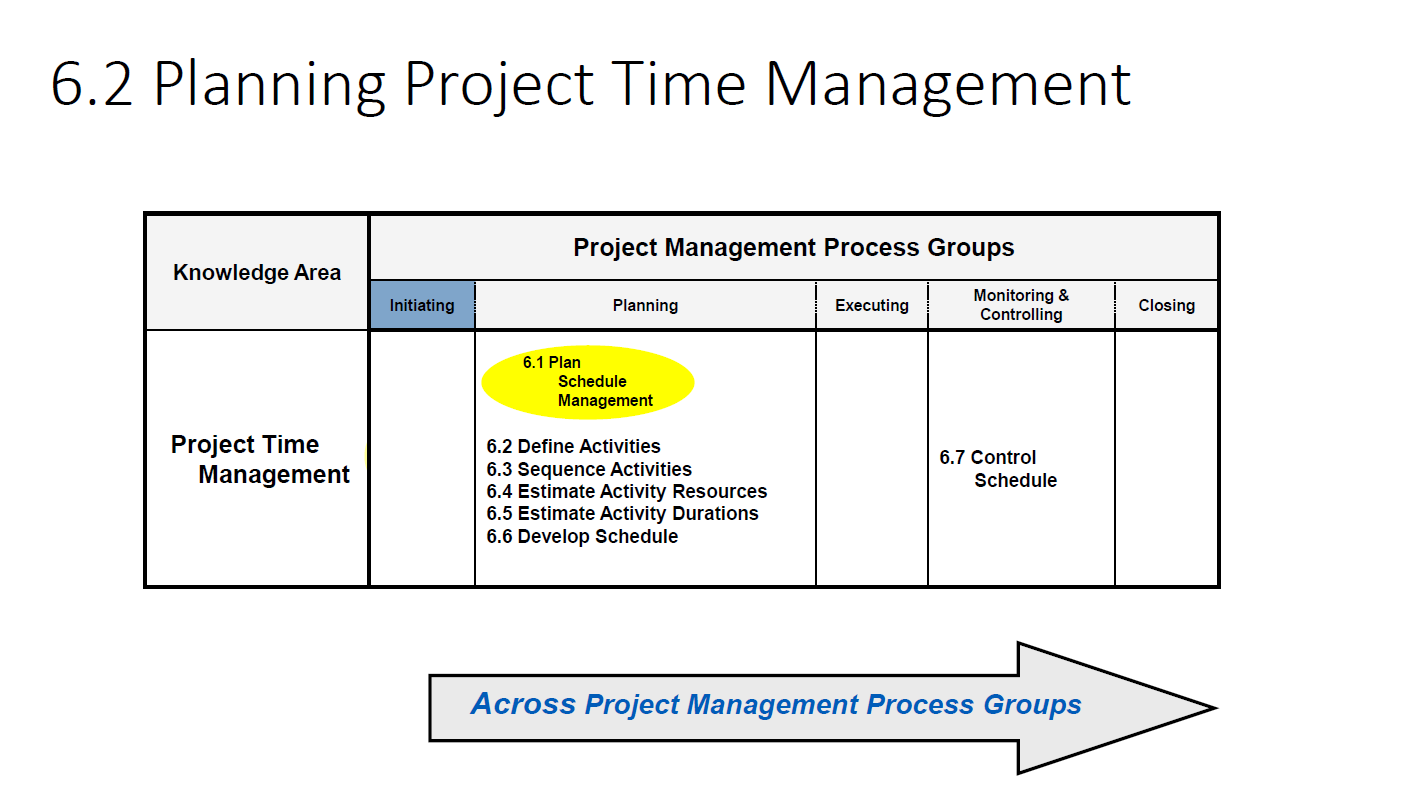 6.2 Planning Project Time Management
Knowledge Area
Project Management Process Groups
Initiating
Planning
Executing
Monitoring &
Controlling
Closing
Project Time
Management
6.1 Plan
Schedule
Management
6.2 Define Activities
6.3 Sequence Activities
6.4 Estimate Activity Resources
6.5 Estimate Activity Durations
6.6 Develop Schedule
6.7 Control
Schedule
Across Project Management Process Groups